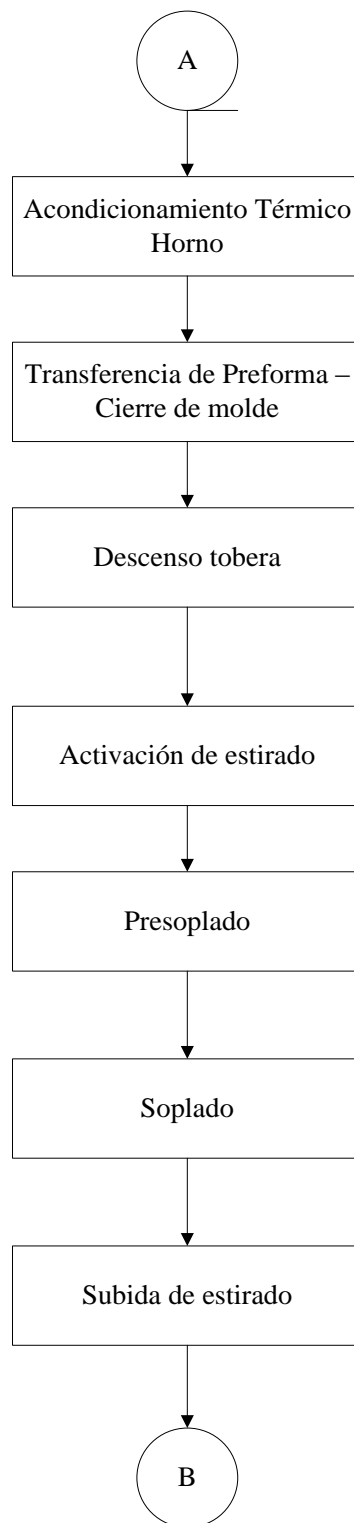 A
Acondicionamiento Térmico
Horno
Transferencia de Preforma –
Cierre de molde
Descenso tobera
Activación de estirado
Presoplado
Soplado
Subida de estirado
B